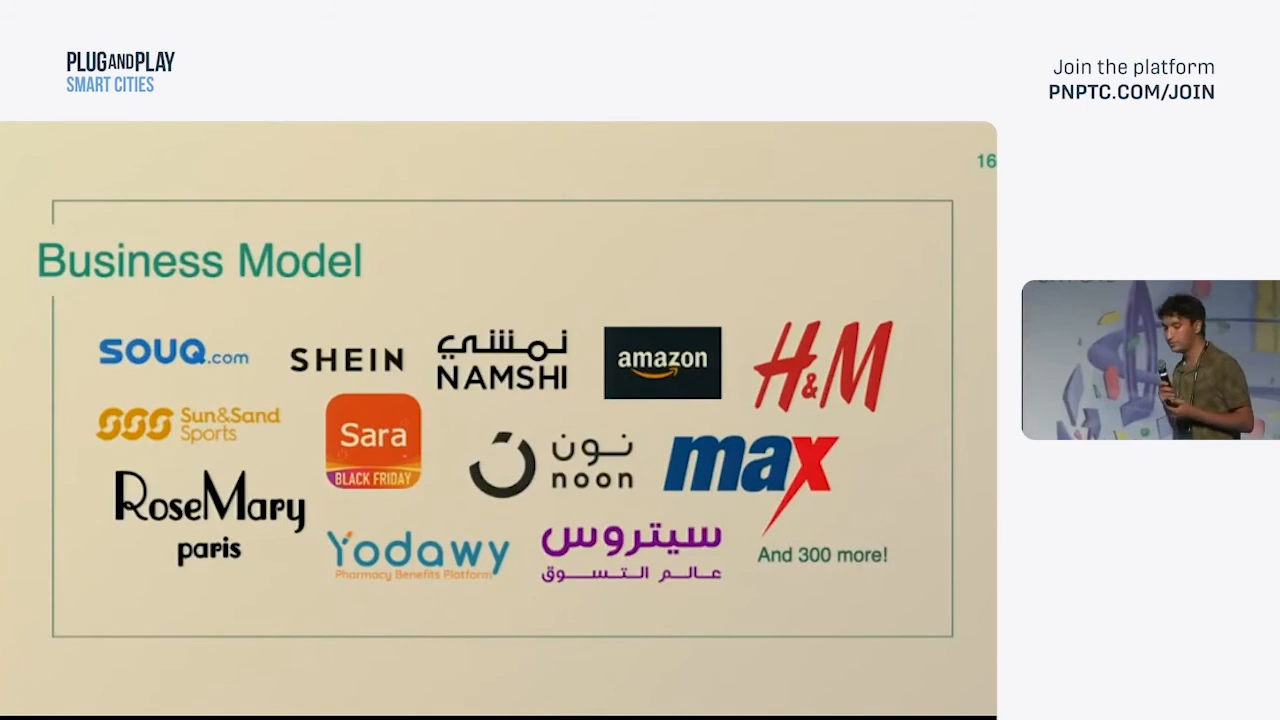 PLUGANDPLAY
SMART CITIES
Join the platform
PNPTC.COM/JOIN
16
Business Model
SOUQ.com
SHEIN
نمشي
NAMSHI
amazon
H&M
Sun&Sand
Sports
Sara
BLACK FRIDAY
نون
noon
max
RoseMary
paris
Yodawy
Pharmacy Benefits Platform
سيتروس
عالم التسوق
And 300 more!